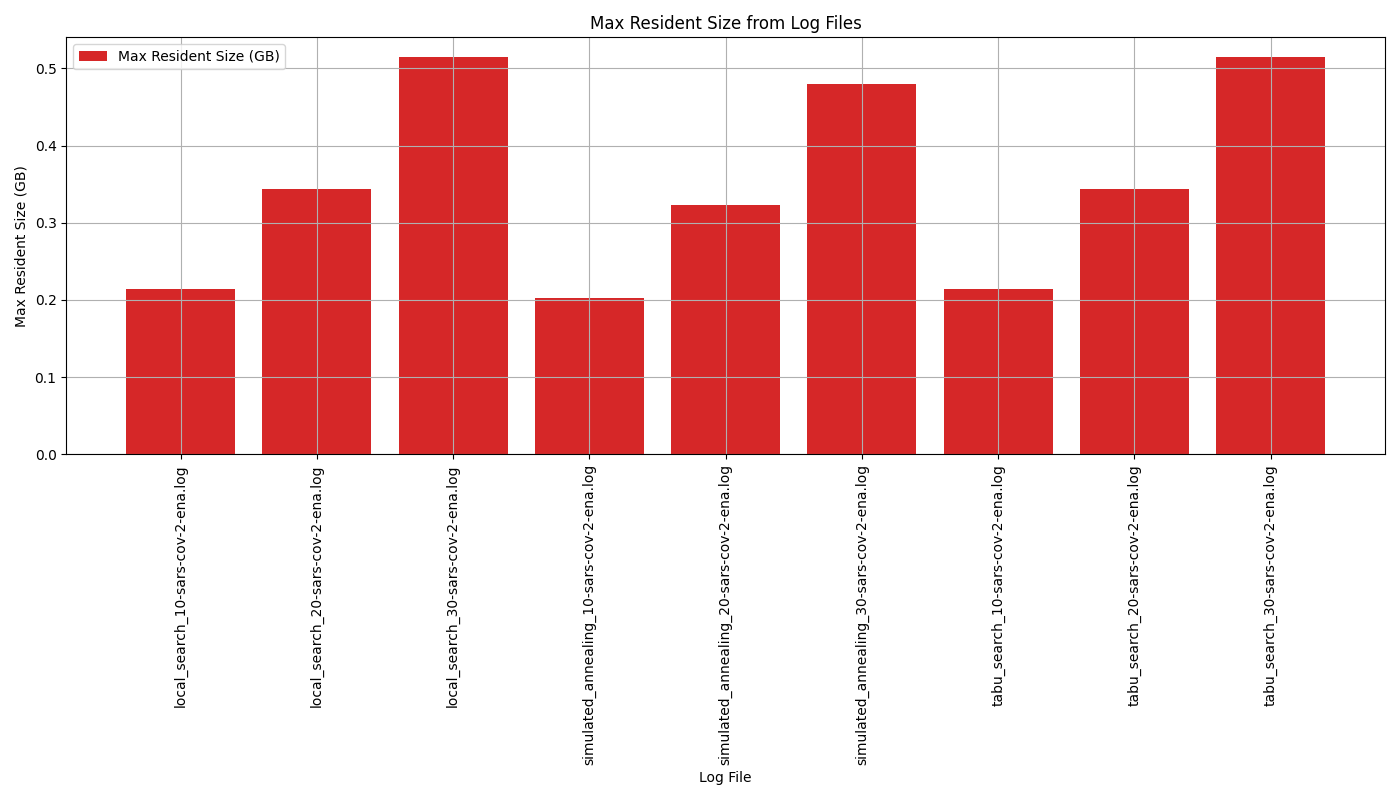 Max Resident Size from Log Files
Max Resident Size (GB)
Max Resident Size (GB)
0.5
0.4
0.3
0.2
0.1
0.0
local_search_10-sars-cov-2-ena.log
local_search_20-sars-cov-2-ena.log
local_search_30-sars-cov-2-ena.log
simulated_annealing_10-sars-cov-2-ena.log
simulated_annealing_20-sars-cov-2-ena.log
simulated_annealing_30-sars-cov-2-ena.log
tabu_search_10-sars-cov-2-ena.log
tabu_search_20-sars-cov-2-ena.log
tabu_search_30-sars-cov-2-ena.log
Log File